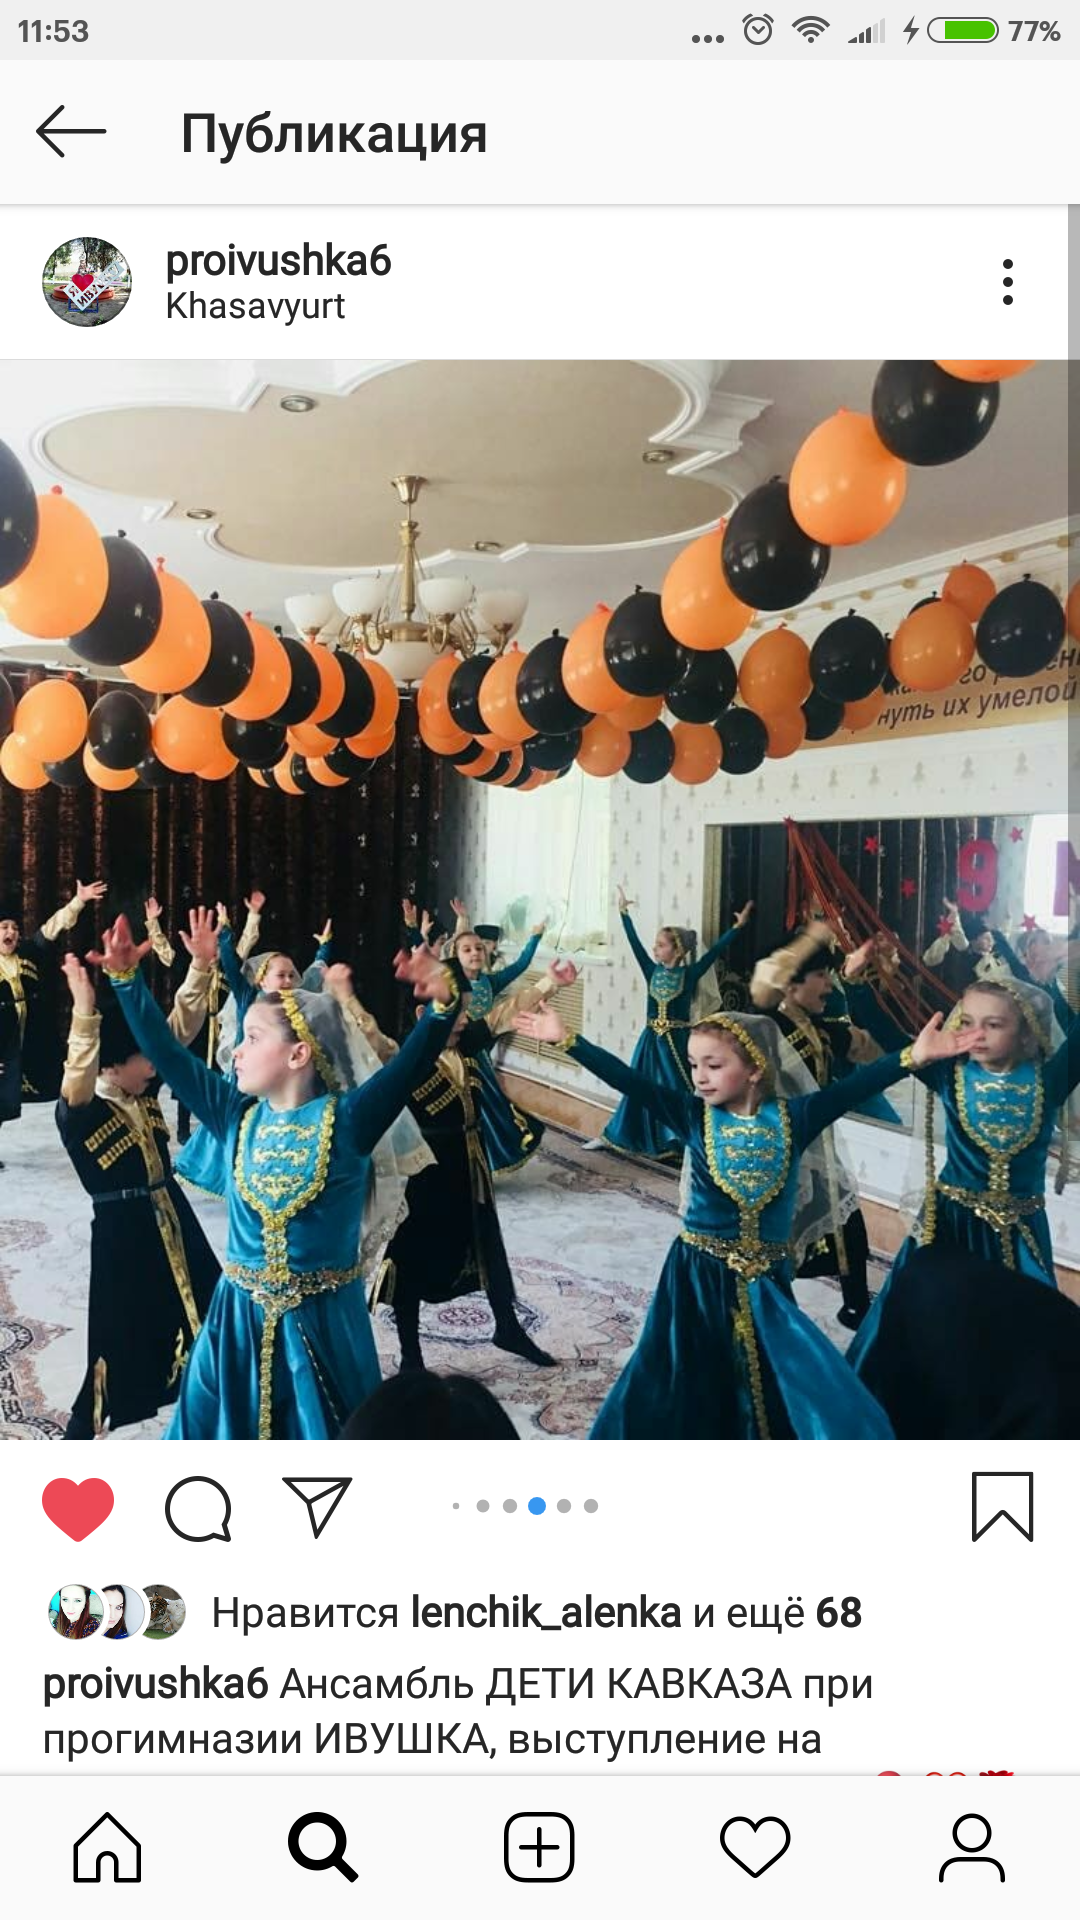 11:53
77%
Публикация
proivushka6
Khasavyurt
нуть их умелой
9
Нравится lenchik_alenka и ещё 68
proivushka6 Ансамбль ДЕТИ КАВКАЗА при
прогимназии ИВУШКА, выступление на